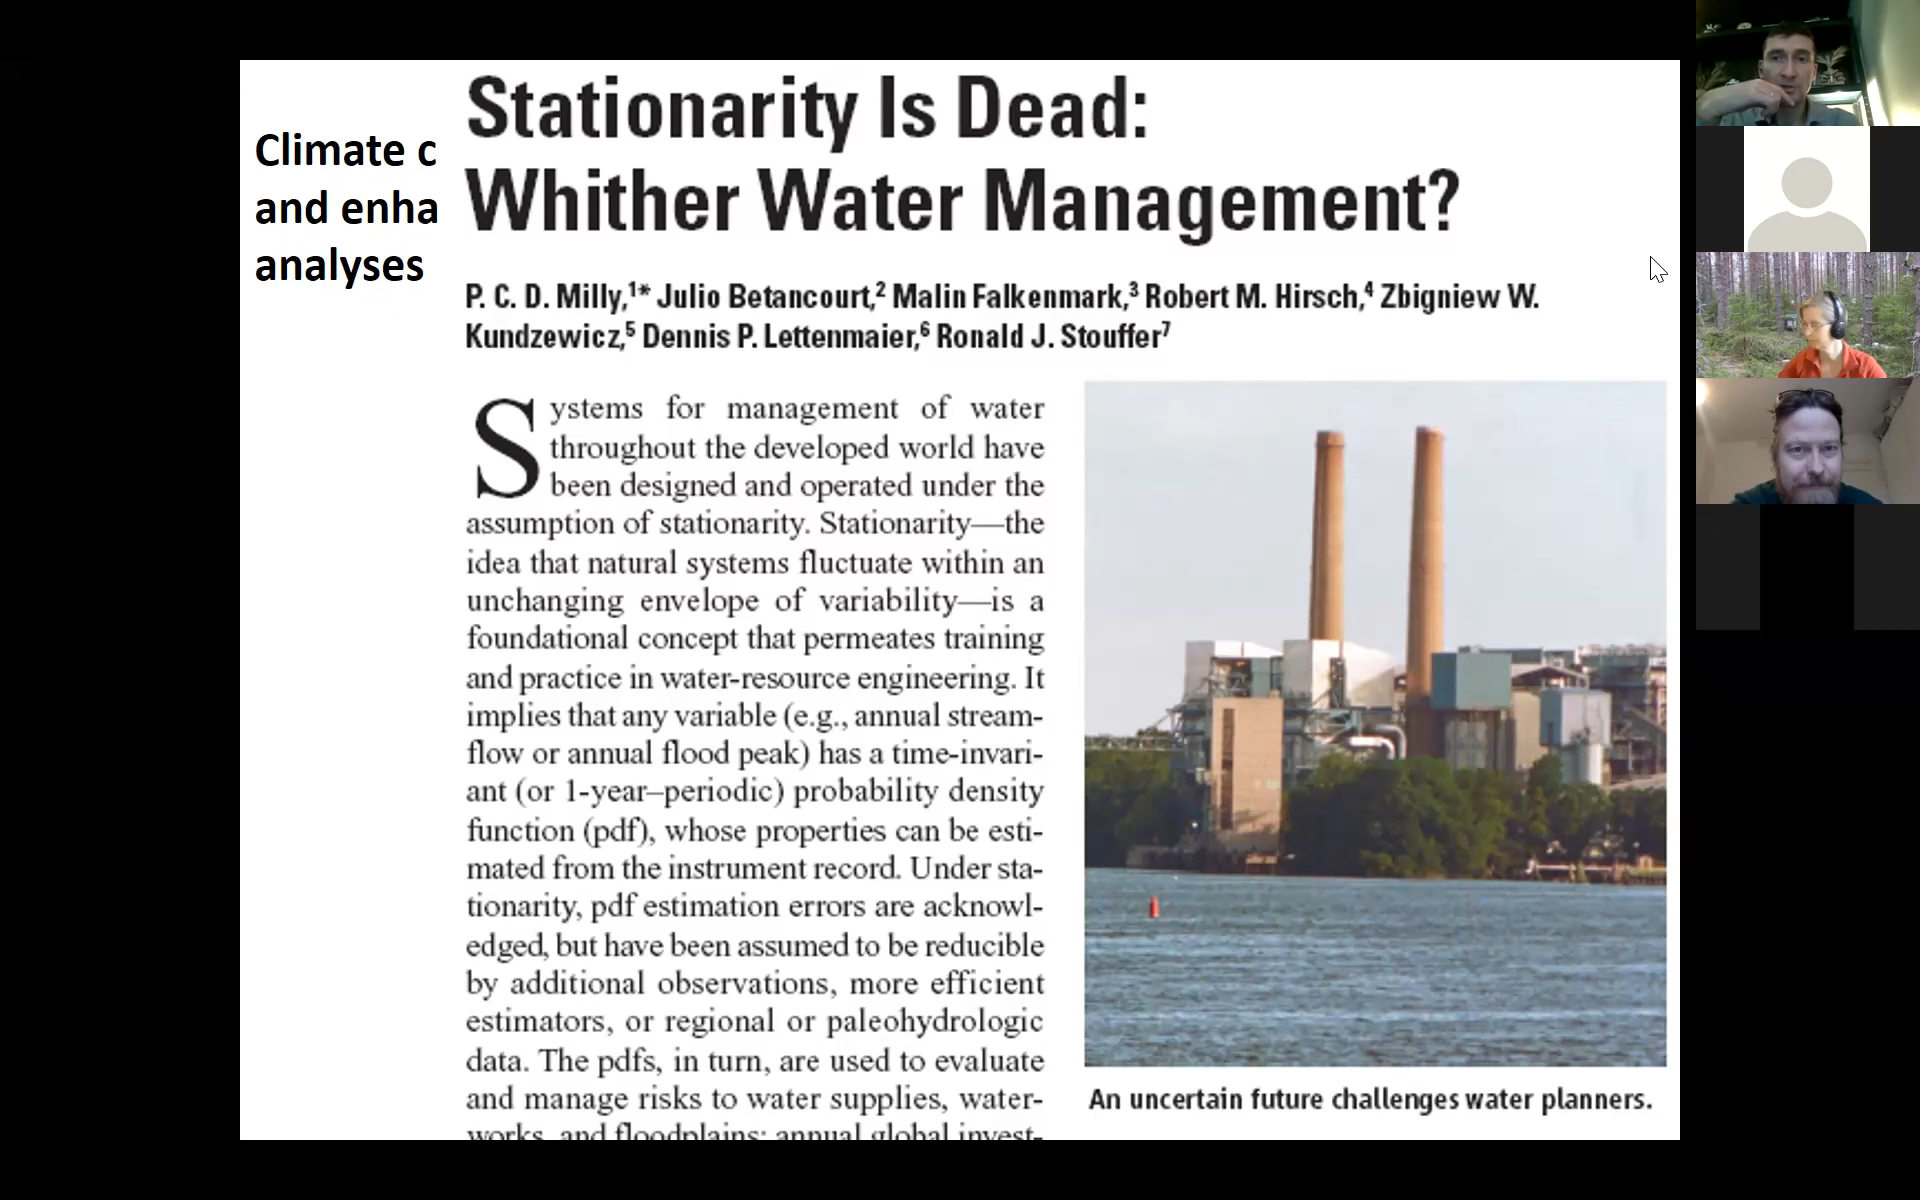 Climate c
and enha
analyses
Stationarity Is Dead:
Whither Water Management?
P. C. D. Milly,1* Julio Betancourt,2 Malin Falkenmark,3 Robert M. Hirsch,4 Zbigniew W.
Kundzewicz,5 Dennis P. Lettenmaier,6 Ronald J. Stouffer7
Systems for management of water
throughout the developed world have
been designed and operated under the
assumption of stationarity. Stationarity—the
idea that natural systems fluctuate within an
unchanging envelope of variability—is a
foundational concept that permeates training
and practice in water-resource engineering. It
implies that any variable (e.g., annual stream-
flow or annual flood peak) has a time-invari-
ant (or 1-year–periodic) probability density
function (pdf), whose properties can be esti-
mated from the instrument record. Under sta-
tionarity, pdf estimation errors are acknowl-
edged, but have been assumed to be reducible
by additional observations, more efficient
estimators, or regional or paleohydrologic
data. The pdfs, in turn, are used to evaluate
and manage risks to water supplies, water-
works, and floodplains; annual global invest-
An uncertain future challenges water planners.